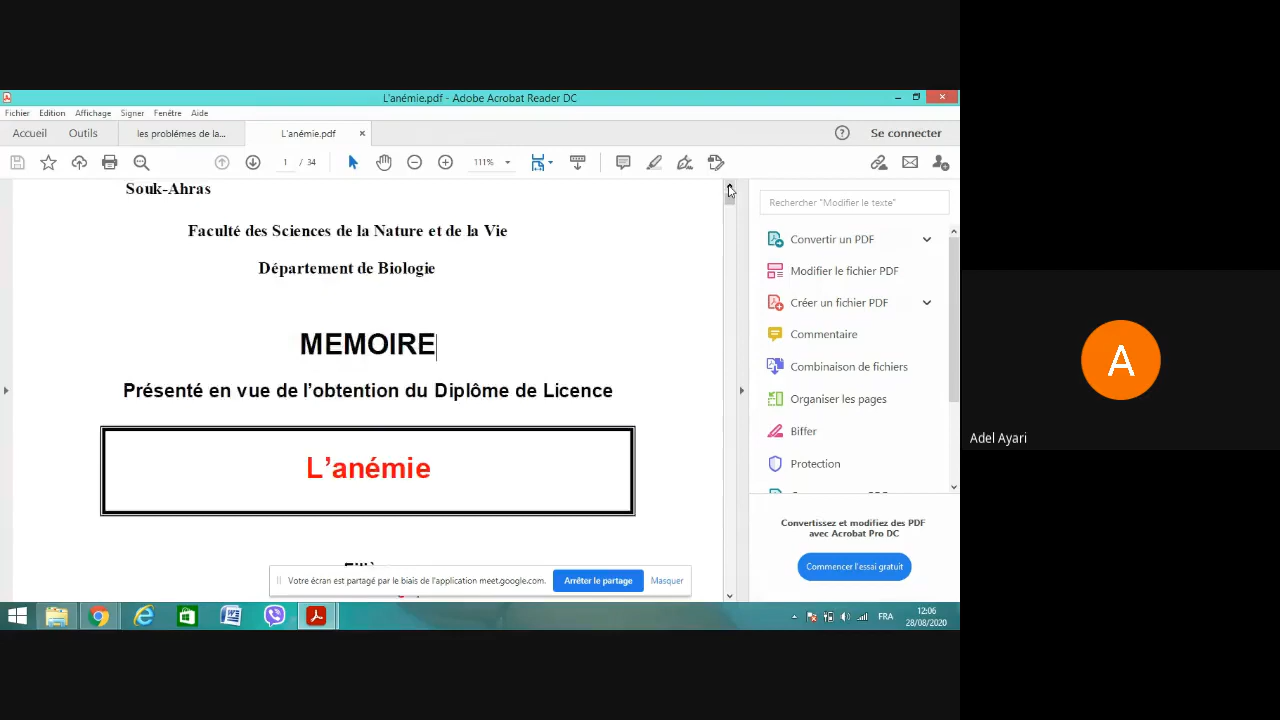 L'anémie.pdf - Adobe Acrobat Reader DC
Fichier Edition Affichage Signer Fenêtre Aide
Accueil Outils les problémes de la... L'anémie.pdf Se connecter
1 / 34 111%
Souk-Ahras
Faculté des Sciences de la Nature et de la Vie
Département de Biologie
MEMOIRE
Présenté en vue de l'obtention du Diplôme de Licence
L'anémie
Votre écran est partagé par le biais de l'application meet.google.com. Arrêter le partage Masquer
Rechercher "Modifier le texte"
Convertir un PDF
Modifier le fichier PDF
Créer un fichier PDF
Commentaire
Combinaison de fichiers
Organiser les pages
Biffer
Protection
Convertissez et modifiez des PDF
avec Acrobat Pro DC
Commencer l'essai gratuit
FRA
12:06
28/08/2020
A
Adel Ayari